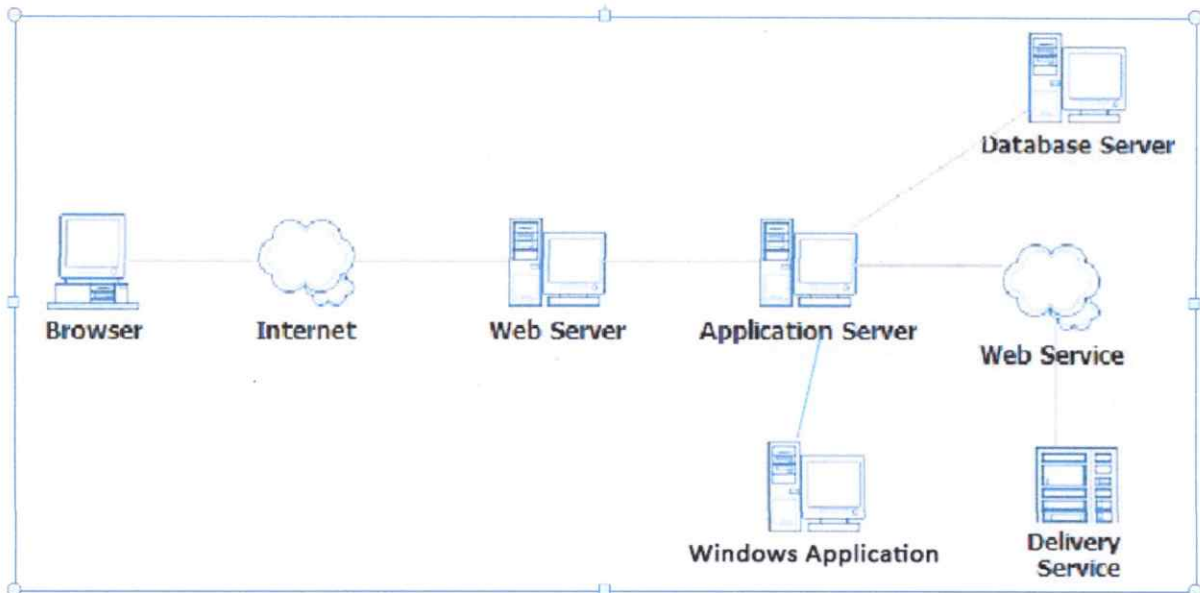 Database Server
Browser
Internet
Web Server
Application Server
Web Service
Windows Application
Delivery
Service